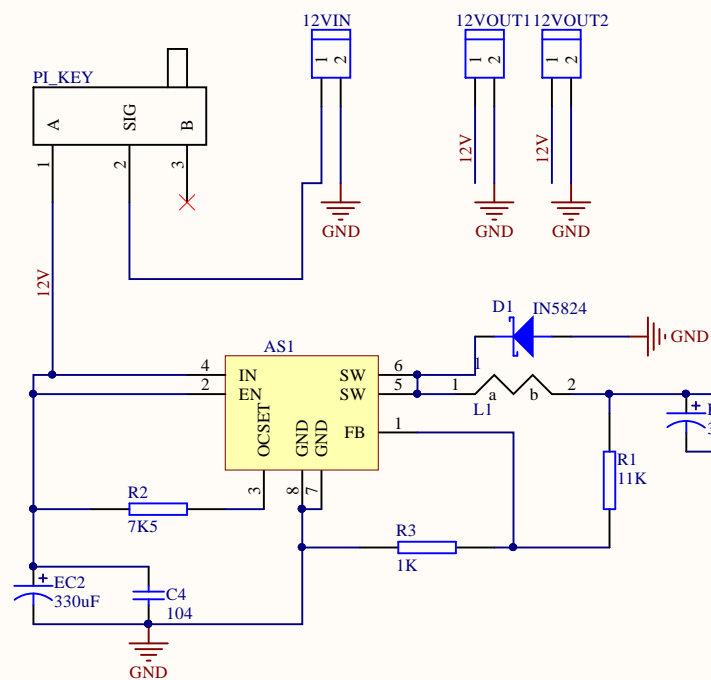 12VIN
12VOUT1
12VOUT2
PI_KEY
A
SIG
B
1
2
3
1
2
1
2
1
2
12V
12V
12V
GND
GND
GND
D1
IN5824
GND
AS1
4
IN
SW
6
1
2
EN
SW
5
1
a
b
2
L1
OCSET
GND
GND
FB
1
3
8
7
R1
11K
R2
7K5
R3
1K
+
EC2
330uF
C4
104
GND
+
3